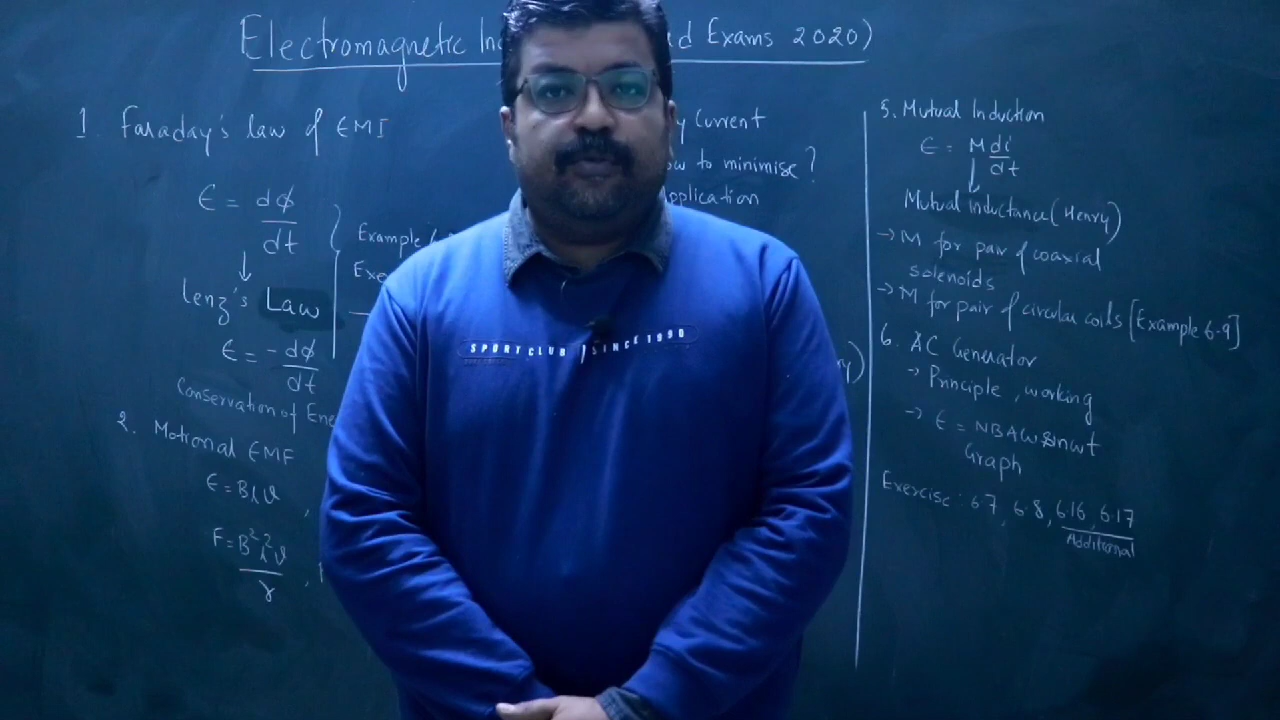 Electromagnetic Exams 2020)
1. Faraday's law of EMI
ε = dφ/dt
Example
Lenz's Law
ε = -dφ/dt
Conservation of
2. Motional EMF
ε = Blv
F = B²l²v/r
Current
to minimise?
5. Mutual Induction
ε = M di/dt
Mutual inductance (Henry)
→ M for pair of coaxial
solenoids
→ M for pair of circular coils [Example 6.9]
6. AC Generator
→ Principle, working
→ ε = NBAω sinωt
Graph
Exercise: 6.7, 6.8, 6.16, 6.17
Additional
SPORT CLUB / SINCE 1990